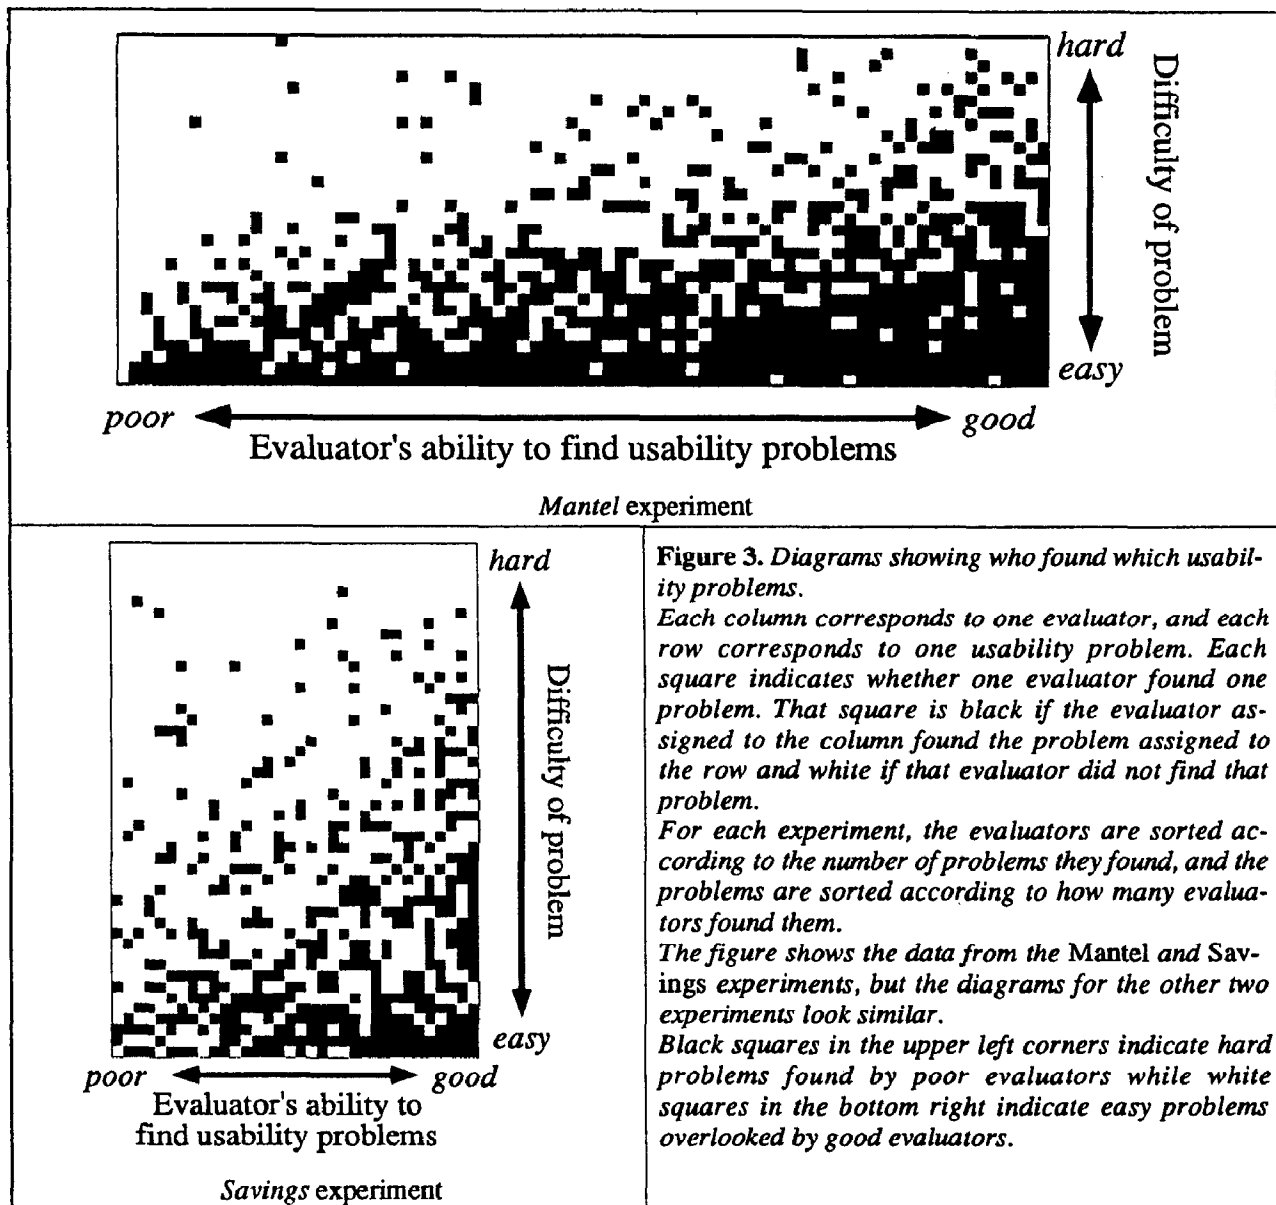 hard
Difficulty of problem
easy
poor
good
Evaluator's ability to find usability problems
Mantel experiment
hard
Difficulty of problem
easy
poor
good
Evaluator's ability to
find usability problems
Savings experiment
Figure 3. Diagrams showing who found which usabil-
ity problems.
Each column corresponds to one evaluator, and each
row corresponds to one usability problem. Each
square indicates whether one evaluator found one
problem. That square is black if the evaluator as-
signed to the column found the problem assigned to
the row and white if that evaluator did not find that
problem.
For each experiment, the evaluators are sorted ac-
cording to the number of problems they found, and the
problems are sorted according to how many evalua-
tors found them.
The figure shows the data from the Mantel and Sav-
ings experiments, but the diagrams for the other two
experiments look similar.
Black squares in the upper left corners indicate hard
problems found by poor evaluators while white
squares in the bottom right indicate easy problems
overlooked by good evaluators.